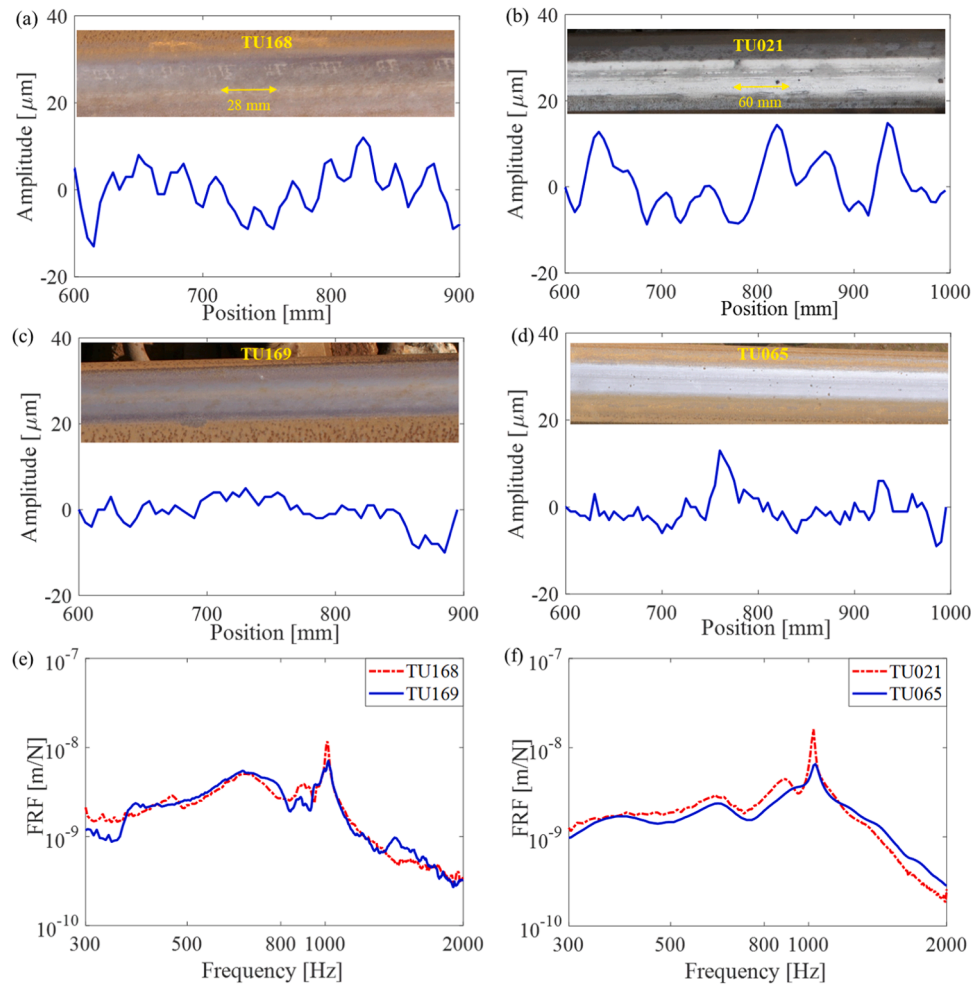 (a)
40
20
0
-20
Amplitude [μm]
TU168
28 mm
600
700
800
900
Position [mm]
(b)
40
20
0
-20
Amplitude [μm]
TU021
60 mm
600
700
800
900
1000
Position [mm]
(c)
40
20
0
-20
Amplitude [μm]
TU169
600
700
800
900
Position [mm]
(d)
40
20
0
-20
Amplitude [μm]
TU065
600
700
800
900
1000
Position [mm]
(e)
10-7
10-8
10-9
10-10
FRF [m/N]
TU168
TU169
300
500
800
1000
2000
Frequency [Hz]
(f)
10-7
10-8
10-9
10-10
FRF [m/N]
TU021
TU065
300
500
800
1000
2000
Frequency [Hz]